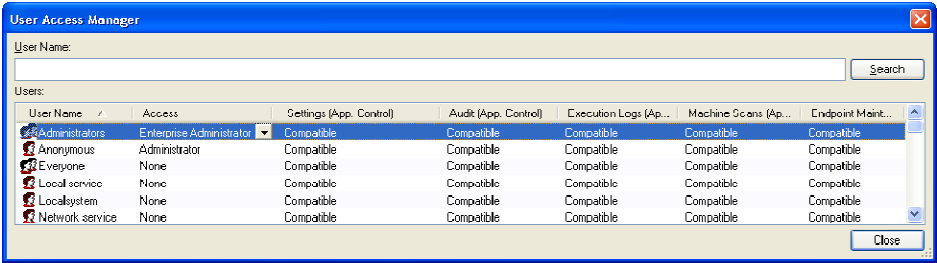 User Access Manager
User Name:
Search
Users:
User Name Access Settings (App. Control) Audit (App. Control) Execution Logs (Ap... Machine Scans (Ap... Endpoint Maint...
Administrators Enterprise Administrator Compatible Compatible Compatible Compatible Compatible
Anonymous Administrator Compatible Compatible Compatible Compatible Compatible
Everyone None Compatible Compatible Compatible Compatible Compatible
Local service None Compatible Compatible Compatible Compatible Compatible
Localsystem None Compatible Compatible Compatible Compatible Compatible
Network service None Compatible Compatible Compatible Compatible Compatible
Close